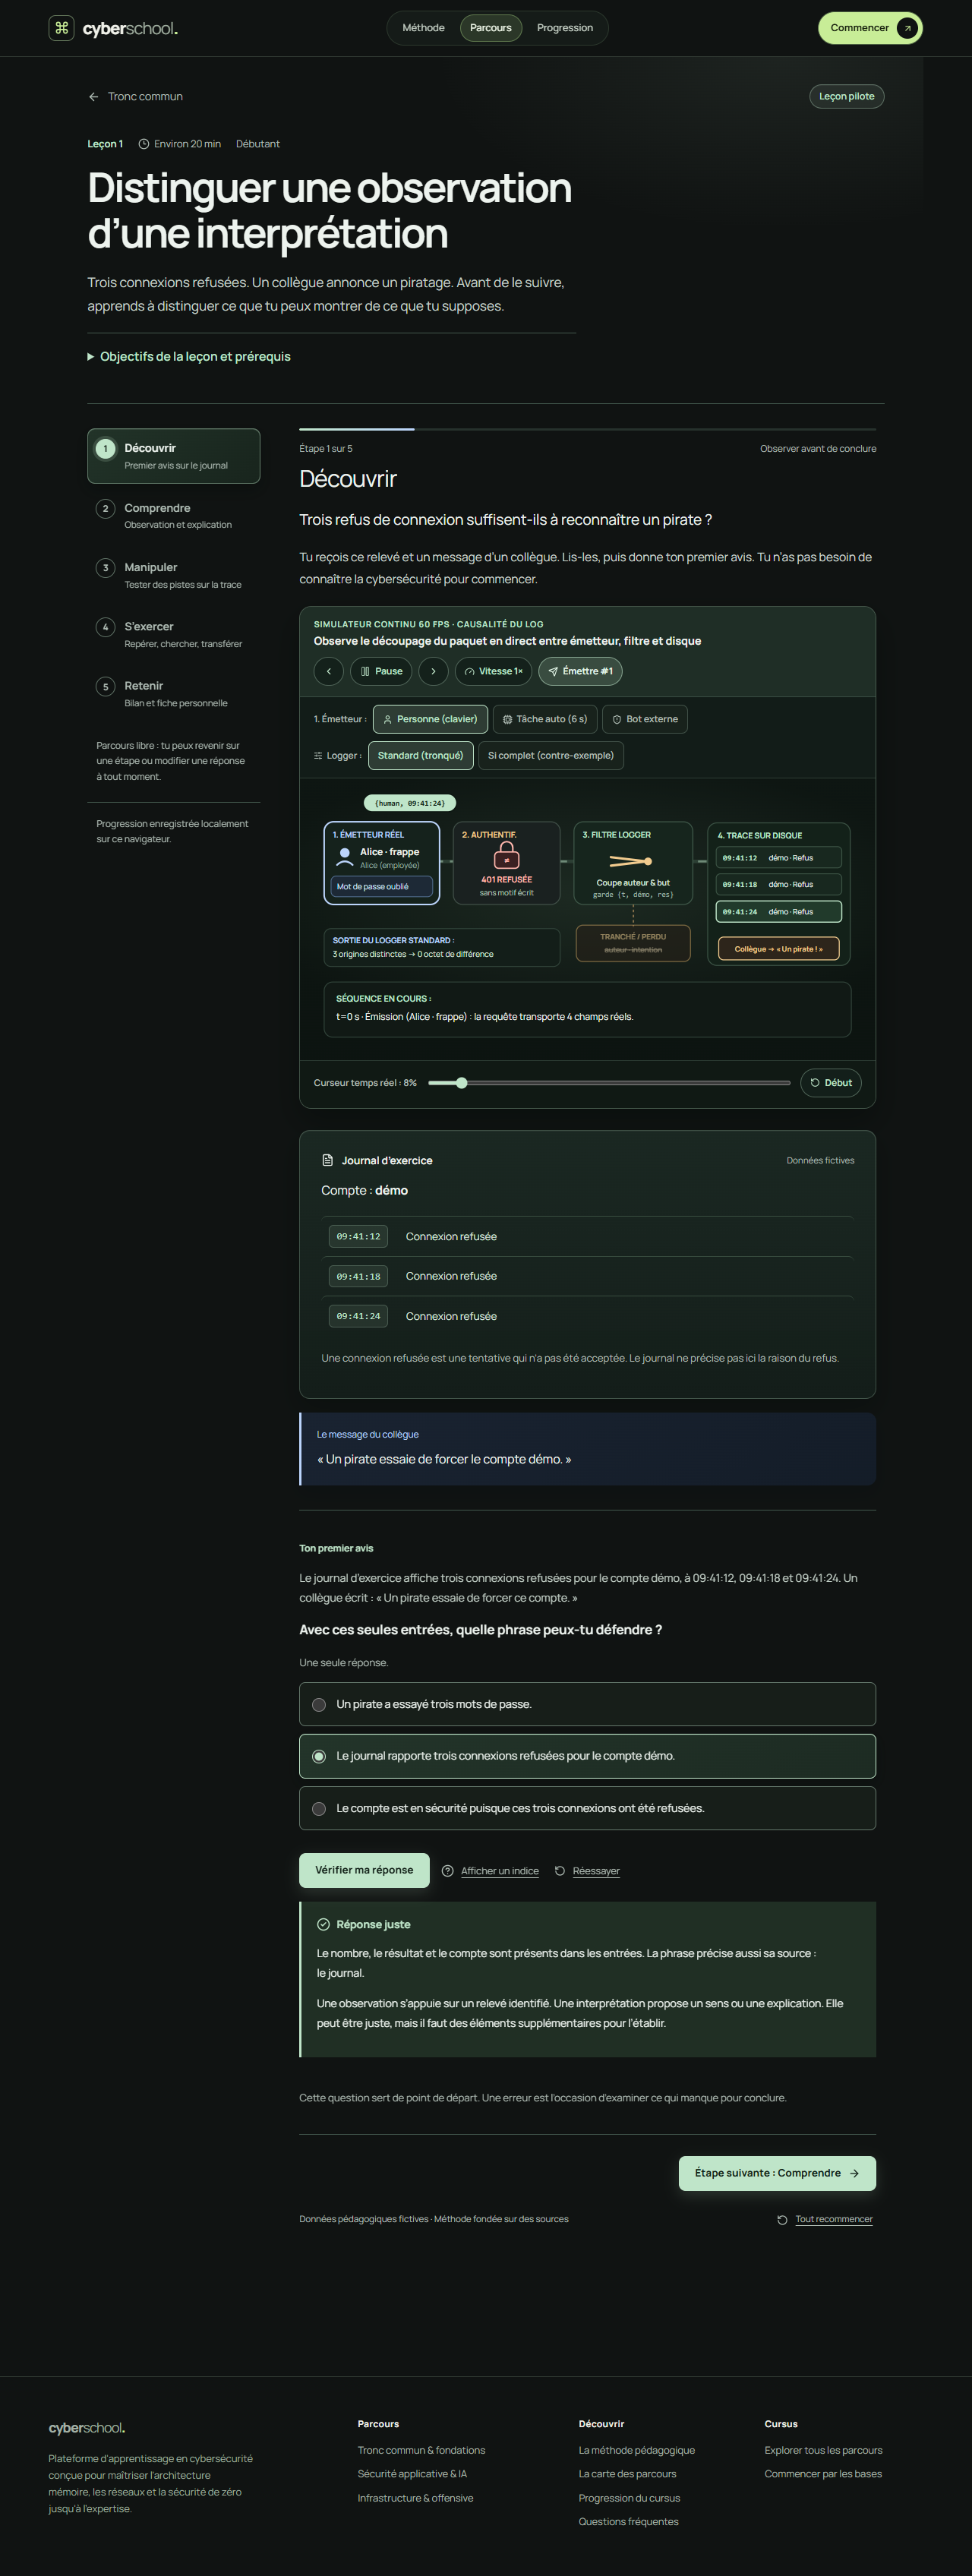 cyberschool.
Méthode
Parcours
Progression
Commencer
Tronc commun
Leçon pilote
Leçon 1
Environ 20 min
Débutant
Distinguer une observation
d’une interprétation
Trois connexions refusées. Un collègue annonce un piratage. Avant de le suivre,
apprends à distinguer ce que tu peux montrer de ce que tu supposes.
Objectifs de la leçon et prérequis
1
Découvrir
Premier avis sur le journal
2
Comprendre
Observation et explication
3
Manipuler
Tester des pistes sur la trace
4
S’exercer
Repérer, chercher, transférer
5
Retenir
Bilan et fiche personnelle
Parcours libre : tu peux revenir sur
une étape ou modifier une réponse
à tout moment.
Progression enregistrée localement
sur ce navigateur.
Étape 1 sur 5
Observer avant de conclure
Découvrir
Trois refus de connexion suffisent-ils à reconnaître un pirate ?
Tu reçois ce relevé et un message d’un collègue. Lis-les, puis donne ton premier avis. Tu n’as pas besoin de
connaître la cybersécurité pour commencer.
SIMULATEUR CONTINU 60 FPS · CAUSALITÉ DU LOG
Observe le découpage du paquet en direct entre émetteur, filtre et disque
Pause
Vitesse 1×
Émettre #1
1. Émetteur :
Personne (clavier)
Tâche auto (6 s)
Bot externe
Logger :
Standard (tronqué)
Si complet (contre-exemple)
{human, 09:41:24}
1. ÉMETTEUR RÉEL
Alice · frappe
Alice (employée)
Mot de passe oublié
2. AUTHENTIF.
≠
401 REFUSÉE
sans motif écrit
3. FILTRE LOGGER
Coupe auteur & but
garde {t, démo, res}
4. TRACE SUR DISQUE
09:41:12 démo · Refus
09:41:18 démo · Refus
09:41:24 démo · Refus
Collègue → « Un pirate ! »
SORTIE DU LOGGER STANDARD :
3 origines distinctes → 0 octet de différence
TRANCHÉ / PERDU
auteur · intention
SÉQUENCE EN COURS :
t=0 s · Émission (Alice · frappe) : la requête transporte 4 champs réels.
Curseur temps réel : 8%
Début
Journal d’exercice
Données fictives
Compte : démo
09:41:12 Connexion refusée
09:41:18 Connexion refusée
09:41:24 Connexion refusée
Une connexion refusée est une tentative qui n’a pas été acceptée. Le journal ne précise pas ici la raison du refus.
Le message du collègue
« Un pirate essaie de forcer le compte démo. »
Ton premier avis
Le journal d’exercice affiche trois connexions refusées pour le compte démo, à 09:41:12, 09:41:18 et 09:41:24. Un
collègue écrit : « Un pirate essaie de forcer ce compte. »
Avec ces seules entrées, quelle phrase peux-tu défendre ?
Une seule réponse.
Un pirate a essayé trois mots de passe.
Le journal rapporte trois connexions refusées pour le compte démo.
Le compte est en sécurité puisque ces trois connexions ont été refusées.
Vérifier ma réponse
Afficher un indice
Réessayer
Réponse juste
Le nombre, le résultat et le compte sont présents dans les entrées. La phrase précise aussi sa source :
le journal.
Une observation s’appuie sur un relevé identifié. Une interprétation propose un sens ou une explication. Elle
peut être juste, mais il faut des éléments supplémentaires pour l’établir.
Cette question sert de point de départ. Une erreur est l’occasion d’examiner ce qui manque pour conclure.
Étape suivante : Comprendre
Données pédagogiques fictives · Méthode fondée sur des sources
Tout recommencer
cyberschool.
Plateforme d’apprentissage en cybersécurité
conçue pour maîtriser l’architecture
mémoire, les réseaux et la sécurité de zéro
jusqu’à l’expertise.
Parcours
Tronc commun & fondations
Sécurité applicative & IA
Infrastructure & offensive
Découvrir
La méthode pédagogique
La carte des parcours
Progression du cursus
Questions fréquentes
Cursus
Explorer tous les parcours
Commencer par les bases